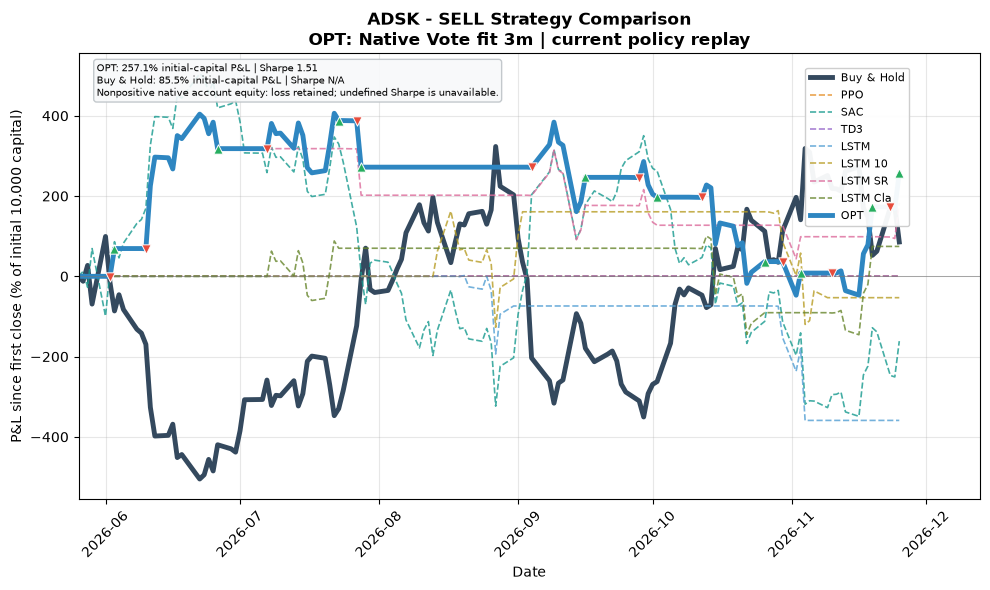 ADSK - SELL Strategy Comparison
OPT: Native Vote fit 3m | current policy replay
OPT: 257.1% initial-capital P&L | Sharpe 1.51
Buy & Hold: 85.5% initial-capital P&L | Sharpe N/A
Nonpositive native account equity: loss retained; undefined Sharpe is unavailable.
Buy & Hold
PPO
SAC
TD3
LSTM
LSTM 10
LSTM SR
LSTM Cla
OPT
P&L since first close (% of initial 10,000 capital)
400
200
0
−200
−400
2026-06
2026-07
2026-08
2026-09
2026-10
2026-11
2026-12
Date